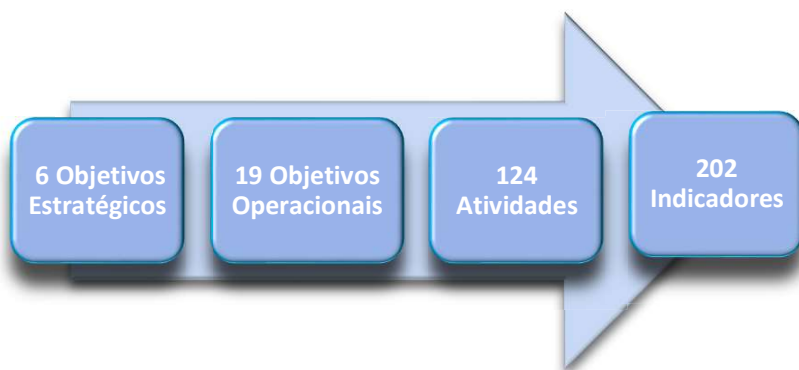 6 Objetivos
Estratégicos
19 Objetivos
Operacionais
124
Atividades
202
Indicadores